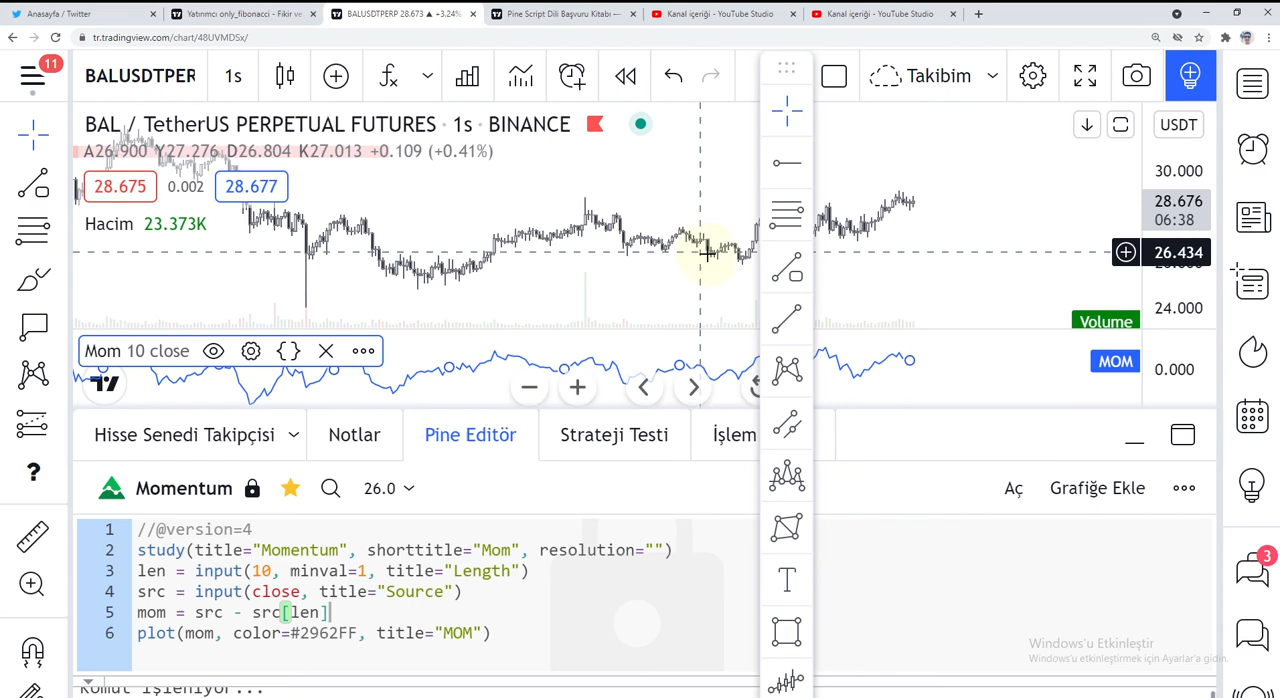 Anasayfa / Twitter
Yatırımcı only_fibonacci - Fikir ve
BALUSDTPERP 28.673 ▲ +3.24%
Pine Script Dili Başvuru Kitabı —
Kanal içeriği - YouTube Studio
Kanal içeriği - YouTube Studio
tr.tradingview.com/chart/48UVMDSx/
11
BALUSDTPER
1s
Takibim
BAL / TetherUS PERPETUAL FUTURES · 1s · BINANCE
USDT
A26.900 Y27.276 D26.804 K27.013 +0.109 (+0.41%)
28.675
0.002
28.677
Hacim 23.373K
30.000
28.676
06:38
26.434
24.000
Volume
Mom 10 close
MOM
0.000
Hisse Senedi Takipçisi
Notlar
Pine Editör
Strateji Testi
İşlem
Momentum
26.0
Aç
Grafiğe Ekle
1 //@version=4
2 study(title="Momentum", shorttitle="Mom", resolution="")
3 len = input(10, minval=1, title="Length")
4 src = input(close, title="Source")
5 mom = src - src[len]
6 plot(mom, color=#2962FF, title="MOM")
3
Windows'u Etkinleştir
Windows'u etkinleştirmek için Ayarlar'a gidin.
Komut işleniyor...